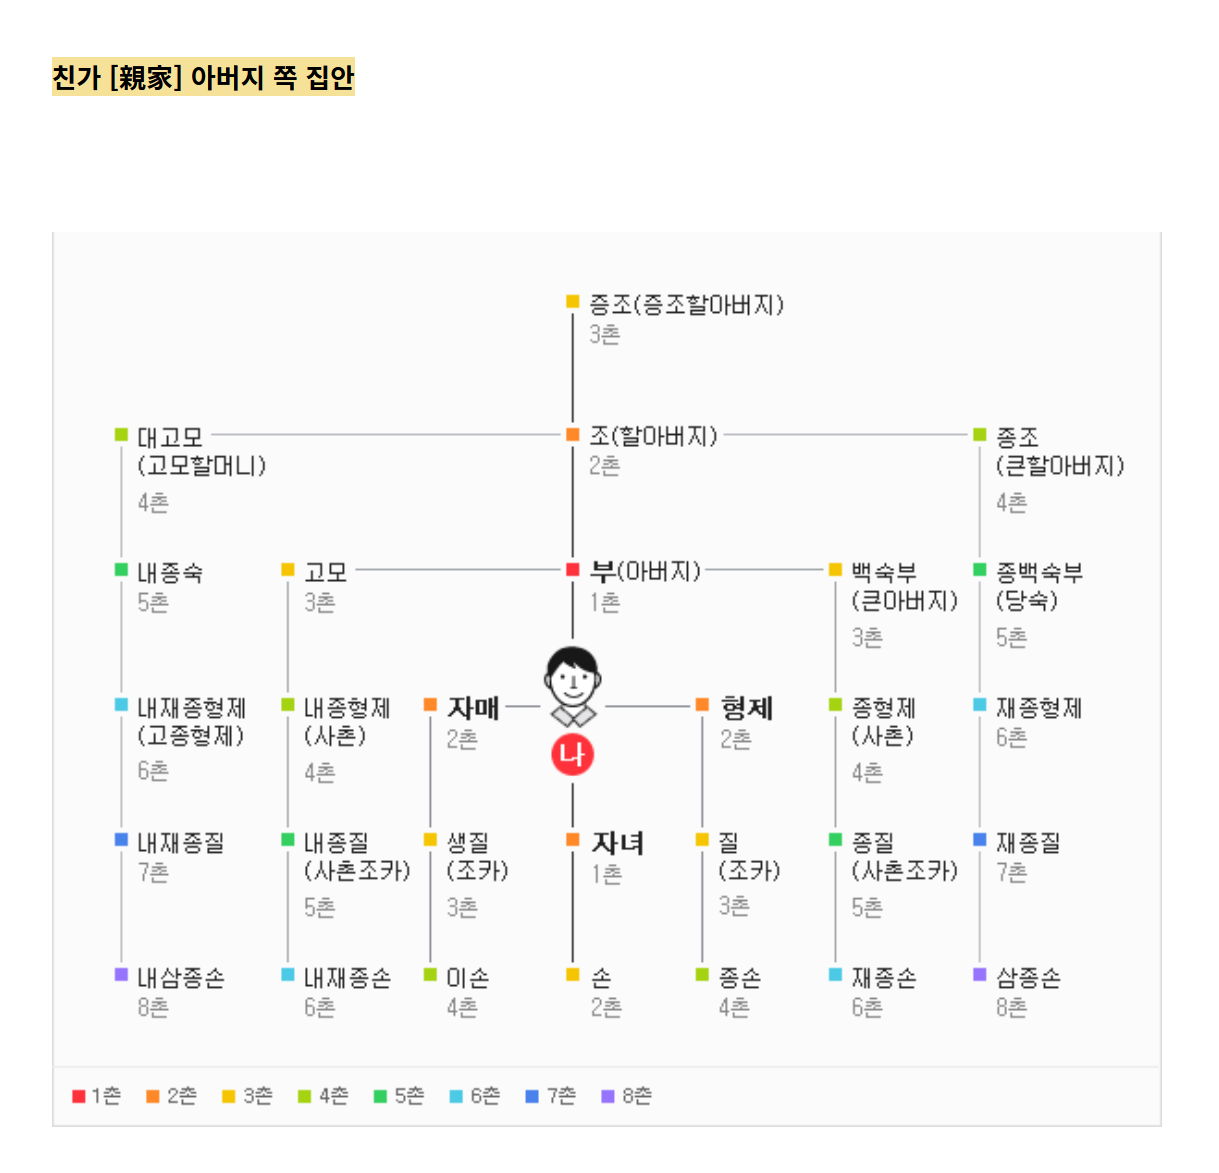 친가 [親家] 아버지 쪽 집안
증조(증조할아버지)
3촌
대고모
(고모할머니)
4촌
조(할아버지)
2촌
종조
(큰할아버지)
4촌
내종숙
5촌
고모
3촌
부(아버지)
1촌
백숙부
(큰아버지)
3촌
종백숙부
(당숙)
5촌
내재종형제
(고종형제)
6촌
내종형제
(사촌)
4촌
자매
2촌
나
형제
2촌
종형제
(사촌)
4촌
재종형제
6촌
내재종질
7촌
내종질
(사촌조카)
5촌
생질
(조카)
3촌
자녀
1촌
질
(조카)
3촌
종질
(사촌조카)
5촌
재종질
7촌
내삼종손
8촌
내재종손
6촌
이손
4촌
손
2촌
종손
4촌
재종손
6촌
삼종손
8촌
1촌 2촌 3촌 4촌 5촌 6촌 7촌 8촌